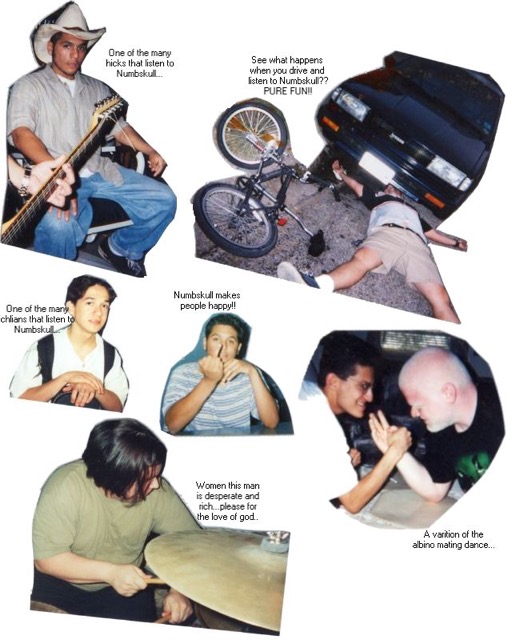 One of the many
hicks that listen to
Numbskull...
See what happens
when you drive and
listen to Numbskull??
PURE FUN!!
One of the many
chlians that listen to
Numbskull...
Numbskull makes
people happy!!
Women this man
is desperate and
rich...please for
the love of god..
A varition of the
albino mating dance...